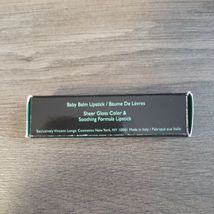 Baby Balm Lipstick / Baume De Lèvres
Sheer Gloss Color &
Soothing Formula Lipstick
Exclusively Vincent Longo Cosmetics New York, NY 10001 Made in Italy / Fabriqué aux Italie